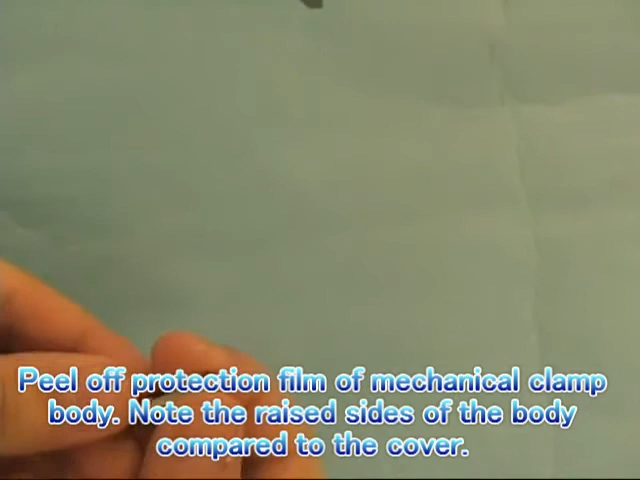 Peel off protection film of mechanical clamp
body. Note the raised sides of the body
compared to the cover.